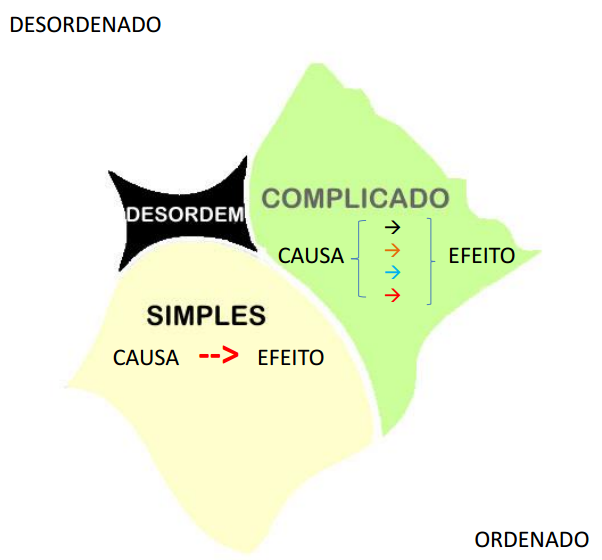 DESORDENADO
COMPLICADO
DESORDEM
CAUSA → → → → EFEITO
SIMPLES
CAUSA --> EFEITO
ORDENADO